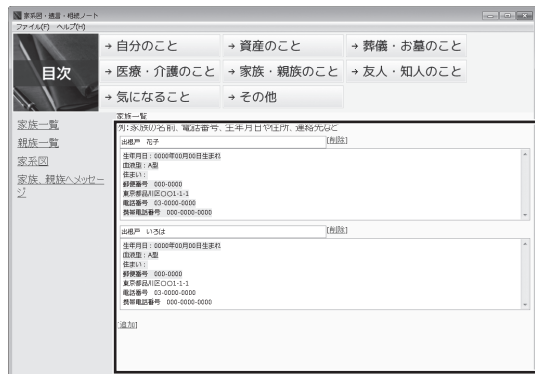 家系図・遺言・相続ノート
ファイル(F) ヘルプ(H)
目次
→ 自分のこと
→ 資産のこと
→ 葬儀・お墓のこと
→ 医療・介護のこと
→ 家族・親族のこと
→ 友人・知人のこと
→ 気になること
→ その他
家族一覧
親族一覧
家系図
家族、親族へメッセー
ジ
家族一覧
例：家族の名前、電話番号、生年月日や住所、連絡先など
出根戸 花子
[削除]
生年月日：0000年00月00日生まれ
血液型：A型
住まい：
郵便番号 000-0000
東京都品川区〇〇1-1-1
電話番号 03-0000-0000
携帯電話番号 000-0000-0000
出根戸 いろは
[削除]
生年月日：0000年00月00日生まれ
血液型：A型
住まい：
郵便番号 000-0000
東京都品川区〇〇1-1-1
電話番号 03-0000-0000
携帯電話番号 000-0000-0000
[追加]